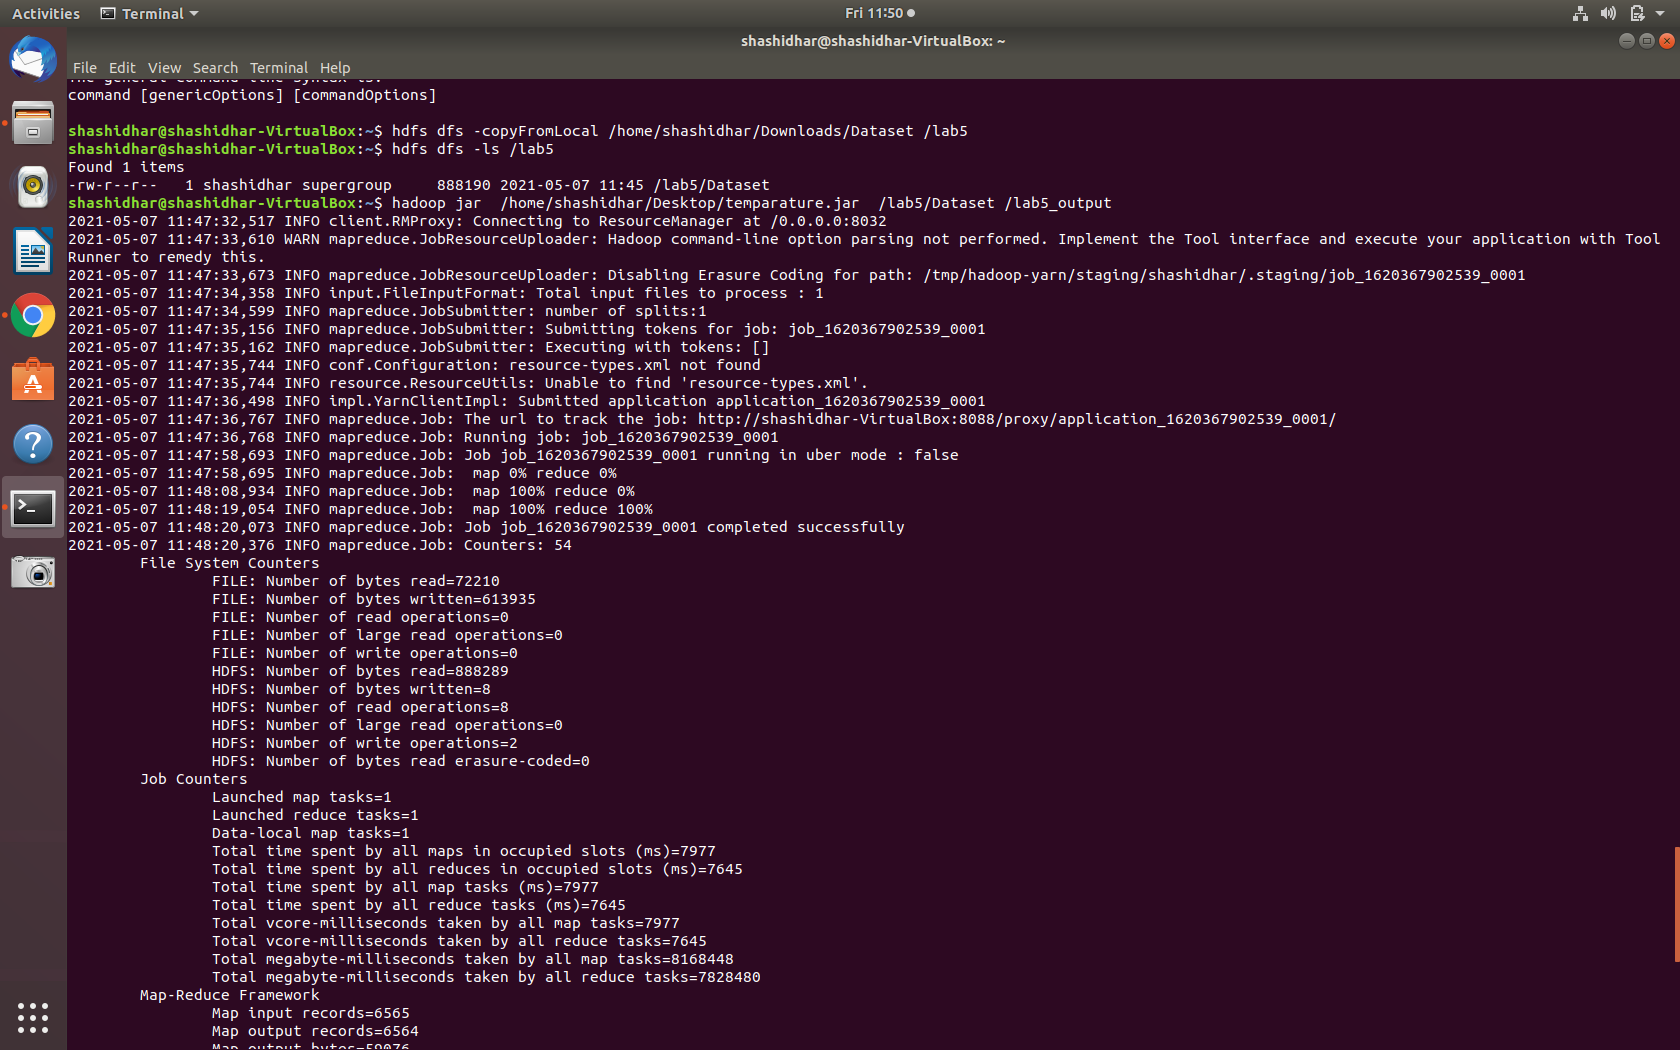 Activities Terminal Fri 11:50
shashidhar@shashidhar-VirtualBox: ~
File Edit View Search Terminal Help
The general command line syntax is:
command [genericOptions] [commandOptions]
shashidhar@shashidhar-VirtualBox:~$ hdfs dfs -copyFromLocal /home/shashidhar/Downloads/Dataset /lab5
shashidhar@shashidhar-VirtualBox:~$ hdfs dfs -ls /lab5
Found 1 items
-rw-r--r--   1 shashidhar supergroup     888190 2021-05-07 11:45 /lab5/Dataset
shashidhar@shashidhar-VirtualBox:~$ hadoop jar  /home/shashidhar/Desktop/temparature.jar  /lab5/Dataset /lab5_output
2021-05-07 11:47:32,517 INFO client.RMProxy: Connecting to ResourceManager at /0.0.0.0:8032
2021-05-07 11:47:33,610 WARN mapreduce.JobResourceUploader: Hadoop command-line option parsing not performed. Implement the Tool interface and execute your application with Tool
Runner to remedy this.
2021-05-07 11:47:33,673 INFO mapreduce.JobResourceUploader: Disabling Erasure Coding for path: /tmp/hadoop-yarn/staging/shashidhar/.staging/job_1620367902539_0001
2021-05-07 11:47:34,358 INFO input.FileInputFormat: Total input files to process : 1
2021-05-07 11:47:34,599 INFO mapreduce.JobSubmitter: number of splits:1
2021-05-07 11:47:35,156 INFO mapreduce.JobSubmitter: Submitting tokens for job: job_1620367902539_0001
2021-05-07 11:47:35,162 INFO mapreduce.JobSubmitter: Executing with tokens: []
2021-05-07 11:47:35,744 INFO conf.Configuration: resource-types.xml not found
2021-05-07 11:47:35,744 INFO resource.ResourceUtils: Unable to find 'resource-types.xml'.
2021-05-07 11:47:36,498 INFO impl.YarnClientImpl: Submitted application application_1620367902539_0001
2021-05-07 11:47:36,767 INFO mapreduce.Job: The url to track the job: http://shashidhar-VirtualBox:8088/proxy/application_1620367902539_0001/
2021-05-07 11:47:36,768 INFO mapreduce.Job: Running job: job_1620367902539_0001
2021-05-07 11:47:58,693 INFO mapreduce.Job: Job job_1620367902539_0001 running in uber mode : false
2021-05-07 11:47:58,695 INFO mapreduce.Job:  map 0% reduce 0%
2021-05-07 11:48:08,934 INFO mapreduce.Job:  map 100% reduce 0%
2021-05-07 11:48:19,054 INFO mapreduce.Job:  map 100% reduce 100%
2021-05-07 11:48:20,073 INFO mapreduce.Job: Job job_1620367902539_0001 completed successfully
2021-05-07 11:48:20,376 INFO mapreduce.Job: Counters: 54
File System Counters
FILE: Number of bytes read=72210
FILE: Number of bytes written=613935
FILE: Number of read operations=0
FILE: Number of large read operations=0
FILE: Number of write operations=0
HDFS: Number of bytes read=888289
HDFS: Number of bytes written=8
HDFS: Number of read operations=8
HDFS: Number of large read operations=0
HDFS: Number of write operations=2
HDFS: Number of bytes read erasure-coded=0
Job Counters
Launched map tasks=1
Launched reduce tasks=1
Data-local map tasks=1
Total time spent by all maps in occupied slots (ms)=7977
Total time spent by all reduces in occupied slots (ms)=7645
Total time spent by all map tasks (ms)=7977
Total time spent by all reduce tasks (ms)=7645
Total vcore-milliseconds taken by all map tasks=7977
Total vcore-milliseconds taken by all reduce tasks=7645
Total megabyte-milliseconds taken by all map tasks=8168448
Total megabyte-milliseconds taken by all reduce tasks=7828480
Map-Reduce Framework
Map input records=6565
Map output records=6564
Map output bytes=59076